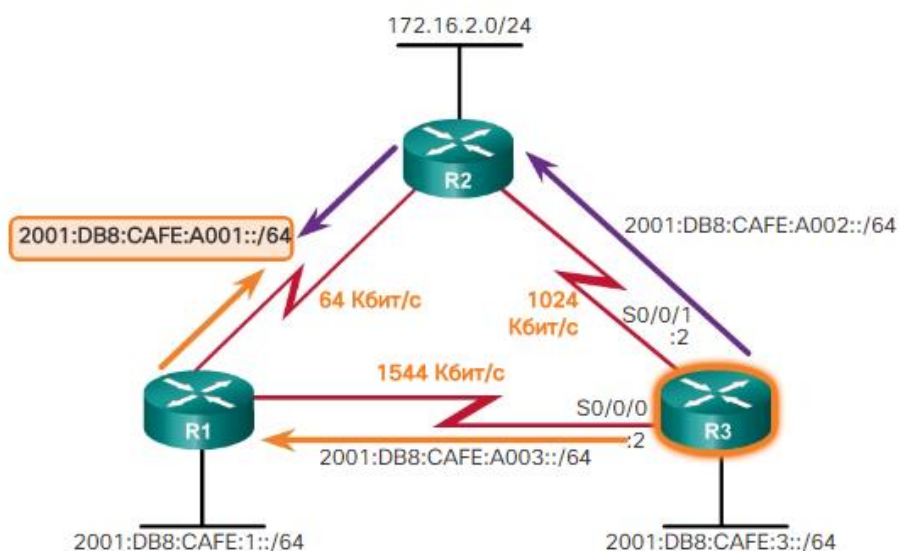 172.16.2.0/24
R2
2001:DB8:CAFE:A001::/64
2001:DB8:CAFE:A002::/64
64 Кбит/с
1024
Кбит/с
S0/0/1
:2
1544 Кбит/с
R1
S0/0/0
:2
R3
2001:DB8:CAFE:A003::/64
2001:DB8:CAFE:1::/64
2001:DB8:CAFE:3::/64